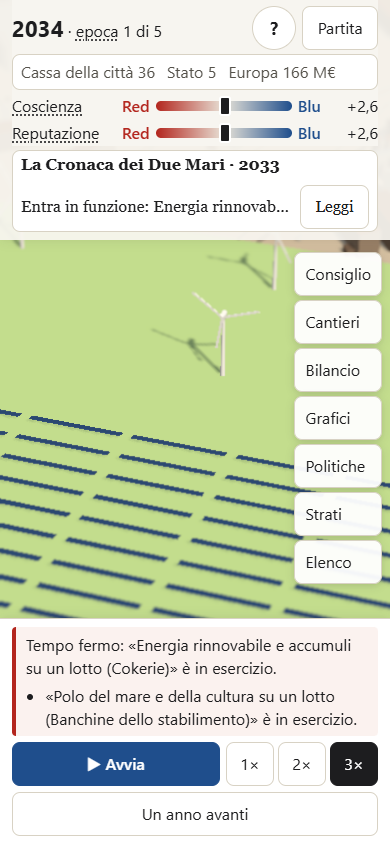 2034 · epoca 1 di 5
?
Partita
Cassa della città 36 Stato 5 Europa 166 M€
Coscienza Red Blu +2,6
Reputazione Red Blu +2,6
La Cronaca dei Due Mari · 2033
Entra in funzione: Energia rinnovab...
Leggi
Consiglio
Cantieri
Bilancio
Grafici
Politiche
Strati
Elenco
Tempo fermo: «Energia rinnovabile e accumuli
su un lotto (Cokerie)» è in esercizio.
• «Polo del mare e della cultura su un lotto
(Banchine dello stabilimento)» è in esercizio.
▶ Avvia
1×
2×
3×
Un anno avanti